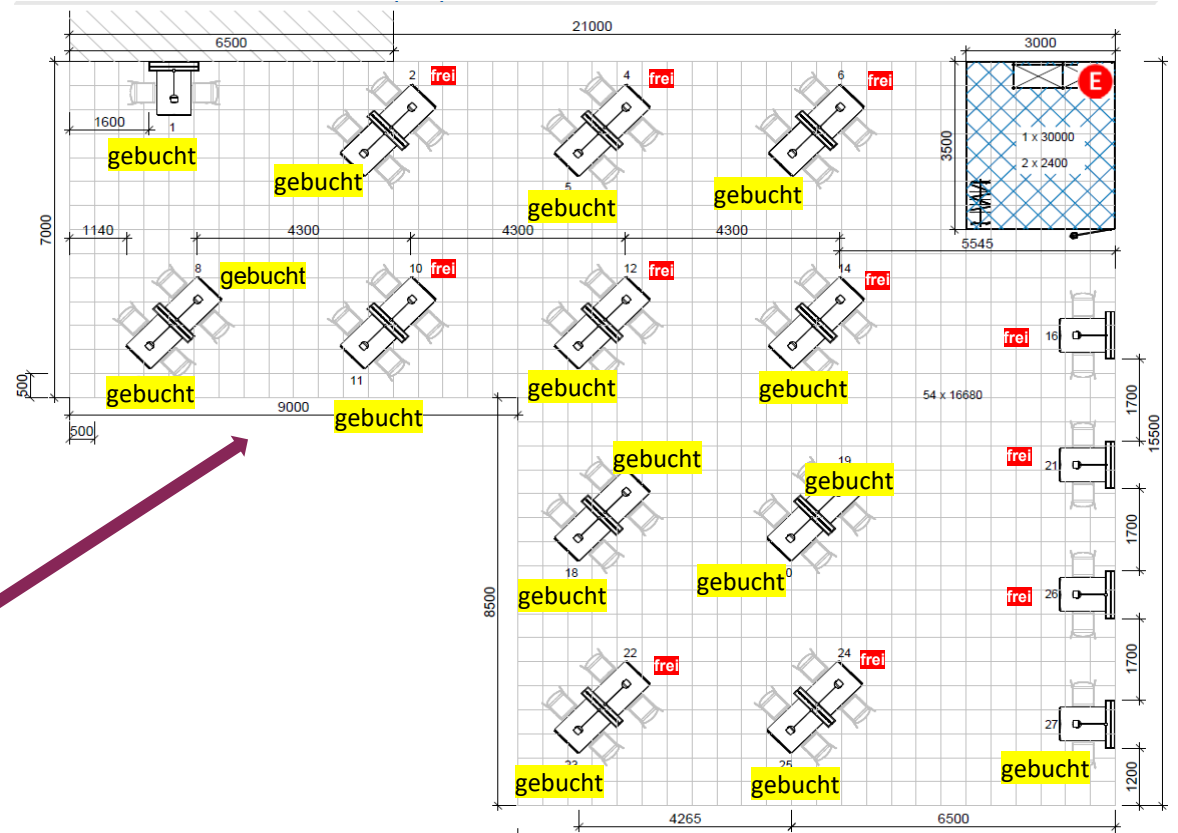 21000
6500
3000
2 frei
4 frei
6 frei
E
1
1600
gebucht
gebucht
5
gebucht
gebucht
3500
1 x 30000
2 x 2400
7000
1140
4300
4300
4300
5545
8 gebucht
10 frei
12 frei
14 frei
frei 16
500
gebucht
11
gebucht
gebucht
gebucht
54 x 16680
1700
9000
500
15500
gebucht
19
gebucht
frei 21
1700
18
gebucht
gebucht
0
frei 26
8500
1700
22 frei
24 frei
27
23
gebucht
25
gebucht
gebucht
1200
4265
6500